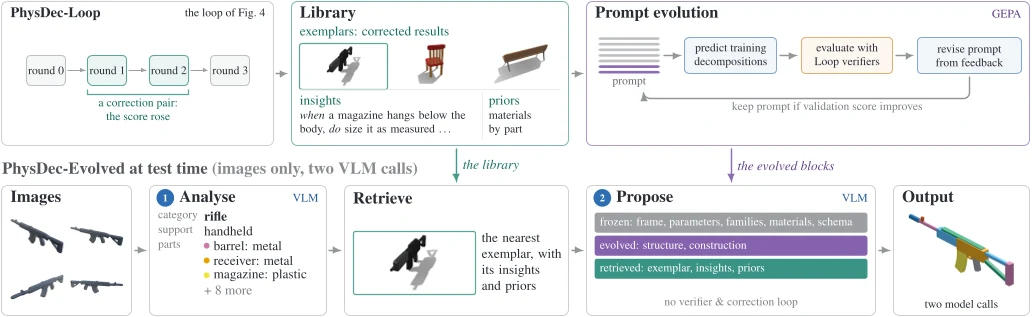 PhysDec-Loop
the loop of Fig. 4
round 0
round 1
round 2
round 3
a correction pair:
the score rose
Library
exemplars: corrected results
insights
when a magazine hangs below the
body, do size it as measured …
priors
materials
by part
Prompt evolution
GEPA
prompt
predict training
decompositions
evaluate with
Loop verifiers
revise prompt
from feedback
keep prompt if validation score improves
the library
the evolved blocks
PhysDec-Evolved at test time (images only, two VLM calls)
Images
1 Analyse
VLM
category rifle
support handheld
parts barrel: metal
receiver: metal
magazine: plastic
+ 8 more
Retrieve
the nearest
exemplar, with
its insights
and priors
2 Propose
VLM
frozen: frame, parameters, families, materials, schema
evolved: structure, construction
retrieved: exemplar, insights, priors
no verifier & correction loop
Output
two model calls